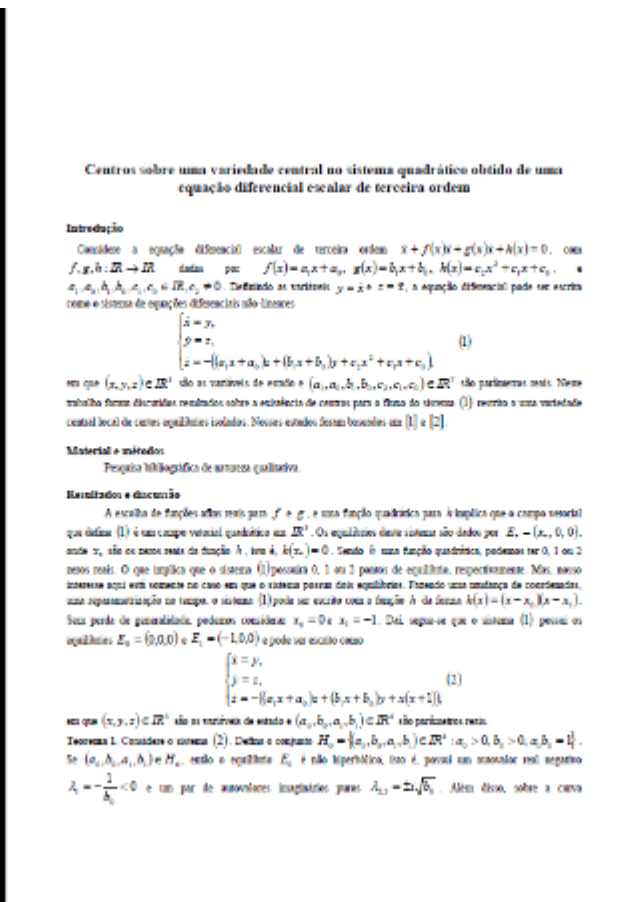 Centros sobre uma variedade central no sistema quadrático obtido de uma
equação diferencial escalar de terceira ordem
Introdução
Considere a equação diferencial escalar de terceira ordem ẍ + f(x)ẍ + g(x)ẋ + h(x) = 0, com
f, g, h : IR → IR dadas por f(x) = a₁x + a₀, g(x) = b₁x + b₀, h(x) = c₂x² + c₁x + c₀, e
a₁, a₀, b₁, b₀, c₁, c₀ ∈ IR, c₂ ≠ 0. Definindo as variáveis y = ẋ e z = ẍ, a equação diferencial pode ser escrita
como o sistema de equações diferenciais não-lineares
ẋ = y,
ẏ = z, (1)
ż = −((a₁x + a₀)z + (b₁x + b₀)y + c₂x² + c₁x + c₀),
em que (x, y, z) ∈ IR³ são as variáveis de estado e (a₁, a₀, b₁, b₀, c₂, c₁, c₀) ∈ IR⁷ são parâmetros reais. Neste
trabalho foram discutidos resultados sobre a existência de centros para o fluxo do sistema (1) restrito a uma variedade
central local de certos equilíbrios isolados. Nossos estudos foram baseados em [1] e [2].
Material e métodos
Pesquisa bibliográfica de natureza qualitativa.
Resultados e discussão
A escolha de funções afins reais para f e g, e uma função quadrática para h implica que o campo vetorial
que define (1) é um campo vetorial quadrático em IR³. Os equilíbrios deste sistema são dados por E* = (x*, 0, 0),
onde x* são os zeros reais da função h, isto é, h(x*) = 0. Sendo h uma função quadrática, podemos ter 0, 1 ou 2
zeros reais. O que implica que o sistema (1) possuirá 0, 1 ou 2 pontos de equilíbrio, respectivamente. Mas, nosso
interesse aqui está somente no caso em que o sistema possua dois equilíbrios. Fazendo uma mudança de coordenadas,
uma reparametrização no tempo, o sistema (1) pode ser escrito com a função h da forma h(x) = (x − x₀)(x − x₁).
Sem perda de generalidade, podemos considerar x₀ = 0 e x₁ = −1. Daí, segue-se que o sistema (1) possui os
equilíbrios E₀ = (0,0,0) e E₁ = (−1,0,0) e pode ser escrito como
ẋ = y,
ẏ = z, (2)
ż = −((a₁x + a₀)z + (b₁x + b₀)y + x(x + 1)),
em que (x, y, z) ∈ IR³ são as variáveis de estado e (a₀, b₀, a₁, b₁) ∈ IR⁴ são parâmetros reais.
Teorema 1. Considere o sistema (2). Defina o conjunto H₀ = {(a₀, b₀, a₁, b₁) ∈ IR⁴ : a₀ > 0, b₀ > 0, a₀b₀ = 1}.
Se (a₀, b₀, a₁, b₁) ∈ H₀, então o equilíbrio E₀ é não hiperbólico, isto é, possui um autovalor real negativo
λ₁ = −1/b₀ < 0 e um par de autovalores imaginários puros λ₂,₃ = ±i√b₀. Além disso, sobre a curva